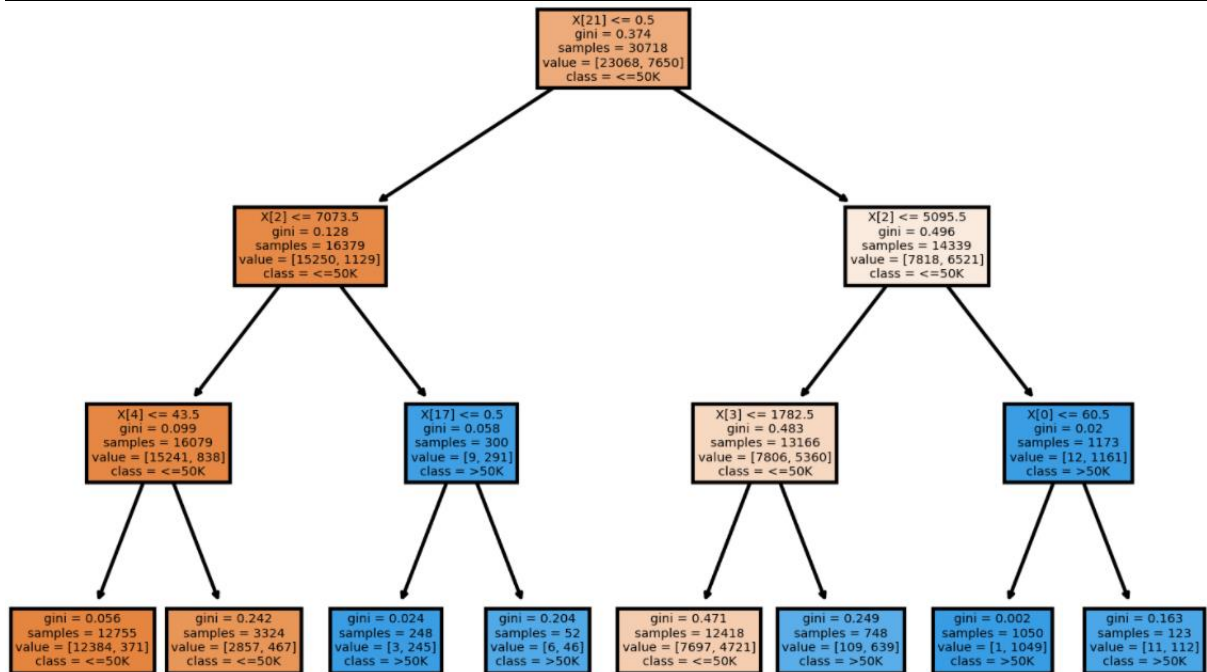 X[21] <= 0.5
gini = 0.374
samples = 30718
value = [23068, 7650]
class = <=50K
X[2] <= 7073.5
gini = 0.128
samples = 16379
value = [15250, 1129]
class = <=50K
X[2] <= 5095.5
gini = 0.496
samples = 14339
value = [7818, 6521]
class = <=50K
X[4] <= 43.5
gini = 0.099
samples = 16079
value = [15241, 838]
class = <=50K
X[17] <= 0.5
gini = 0.058
samples = 300
value = [9, 291]
class = >50K
X[3] <= 1782.5
gini = 0.483
samples = 13166
value = [7806, 5360]
class = <=50K
X[0] <= 60.5
gini = 0.02
samples = 1173
value = [12, 1161]
class = >50K
gini = 0.056
samples = 12755
value = [12384, 371]
class = <=50K
gini = 0.242
samples = 3324
value = [2857, 467]
class = <=50K
gini = 0.024
samples = 248
value = [3, 245]
class = >50K
gini = 0.204
samples = 52
value = [6, 46]
class = >50K
gini = 0.471
samples = 12418
value = [7697, 4721]
class = <=50K
gini = 0.249
samples = 748
value = [109, 639]
class = >50K
gini = 0.002
samples = 1050
value = [1, 1049]
class = >50K
gini = 0.163
samples = 123
value = [11, 112]
class = >50K